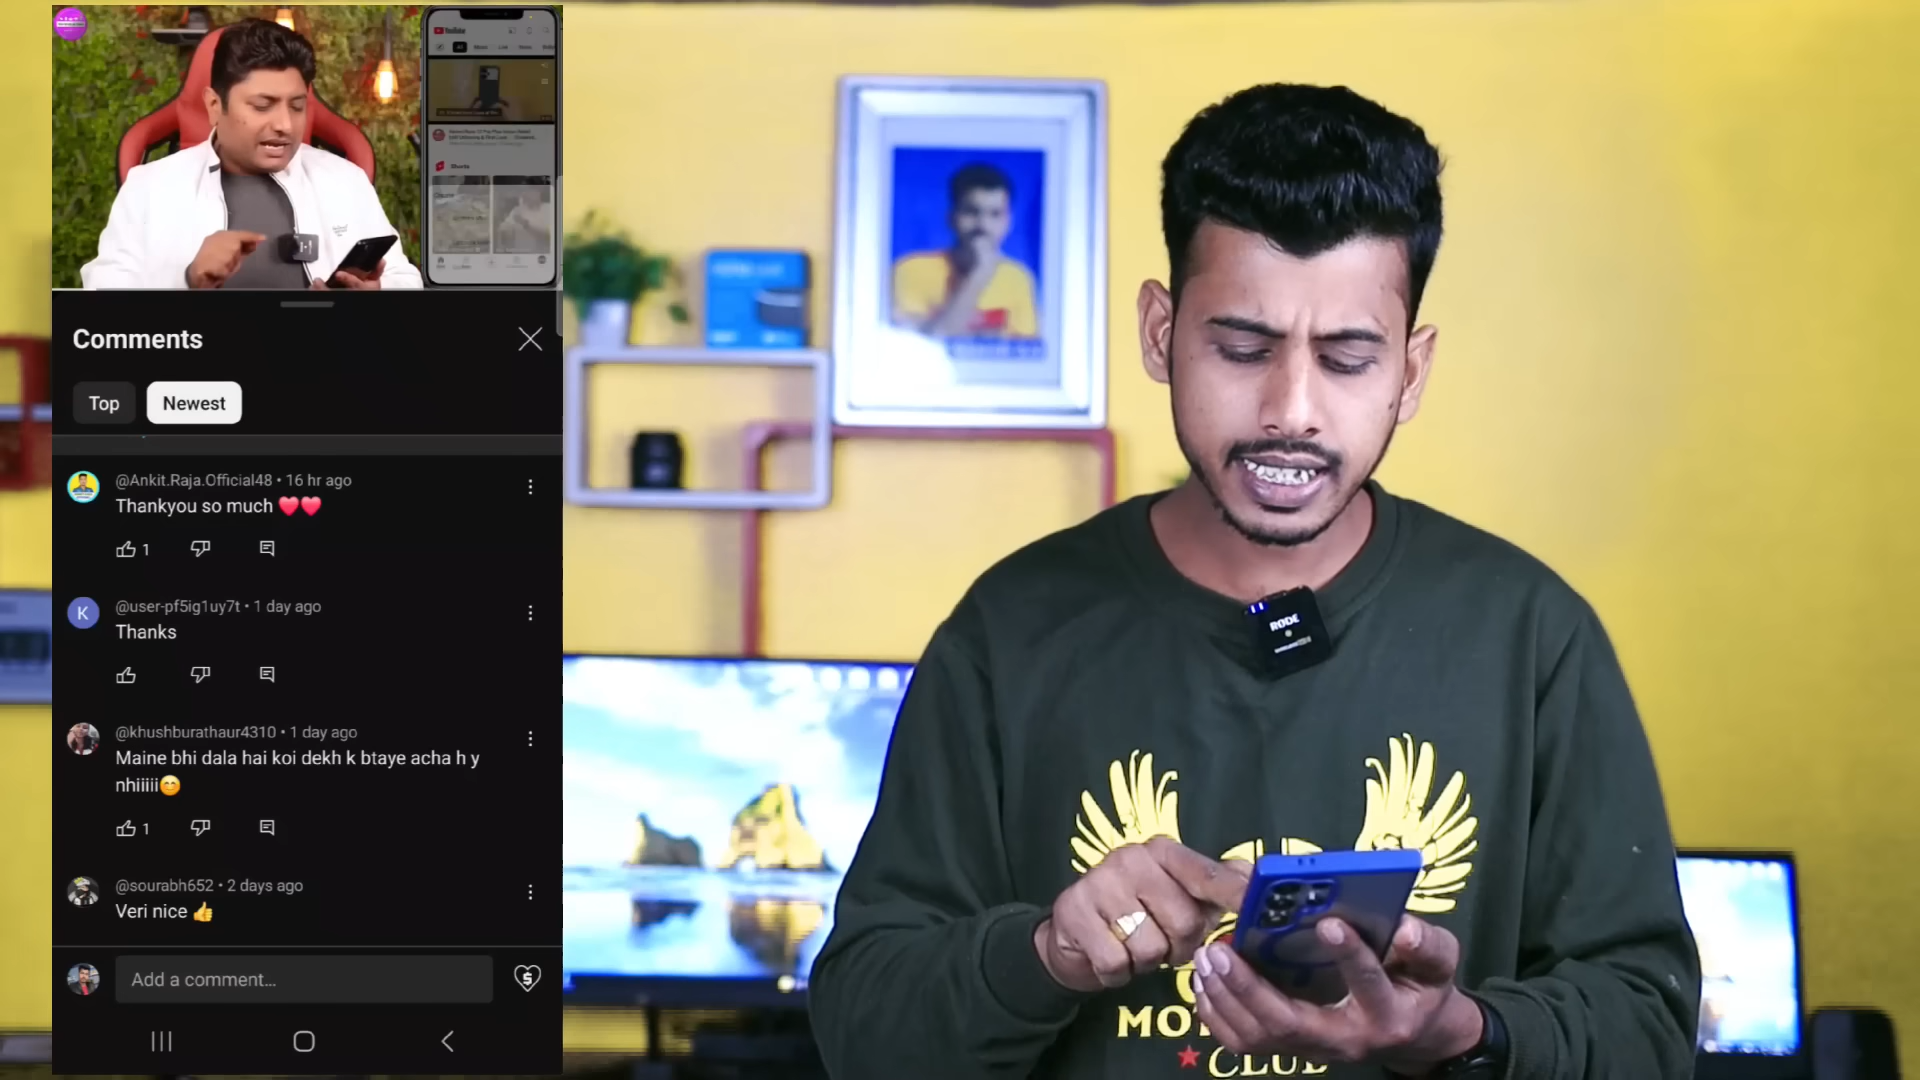 YouTube
Shorts
Comments
Top
Newest
@Ankit.Raja.Official48 • 16 hr ago
Thankyou so much ❤️❤️
1
K
@user-pf5ig1uy7t • 1 day ago
Thanks
@khushburathaur4310 • 1 day ago
Maine bhi dala hai koi dekh k btaye acha h y
nhiiiii😊
1
@sourabh652 • 2 days ago
Veri nice 👍
Add a comment...
$
RODE
CLUB